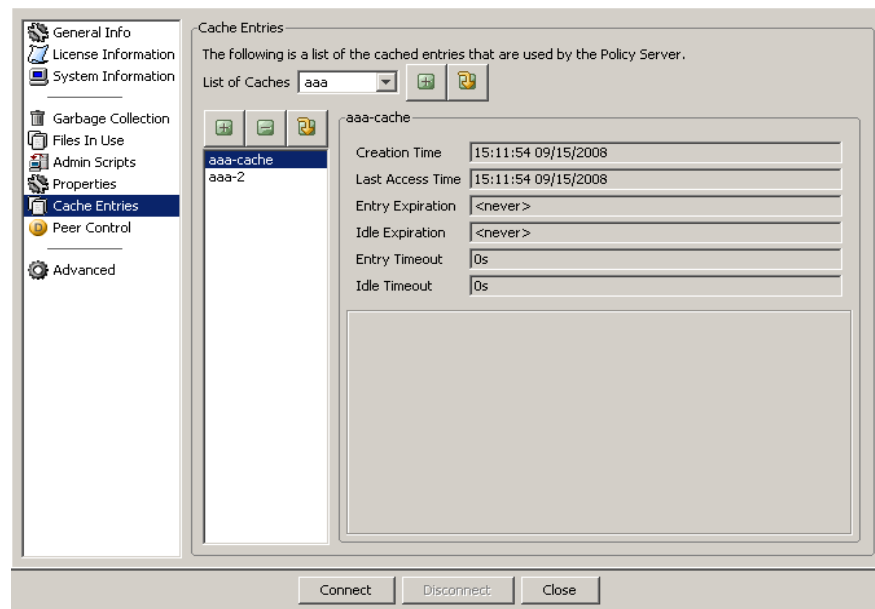 General Info
License Information
System Information
Garbage Collection
Files In Use
Admin Scripts
Properties
Cache Entries
Peer Control
Advanced
Cache Entries
The following is a list of the cached entries that are used by the Policy Server.
List of Caches aaa
aaa-cache
aaa-2
aaa-cache
Creation Time 15:11:54 09/15/2008
Last Access Time 15:11:54 09/15/2008
Entry Expiration <never>
Idle Expiration <never>
Entry Timeout 0s
Idle Timeout 0s
Connect Disconnect Close